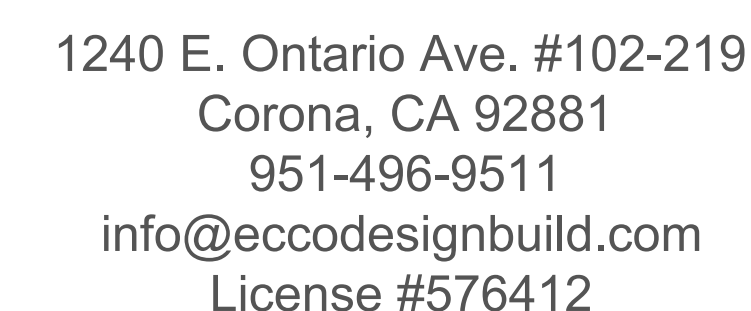 1240 E. Ontario Ave. #102-219
Corona, CA 92881
951-496-9511
info@eccodesignbuild.com
License #576412